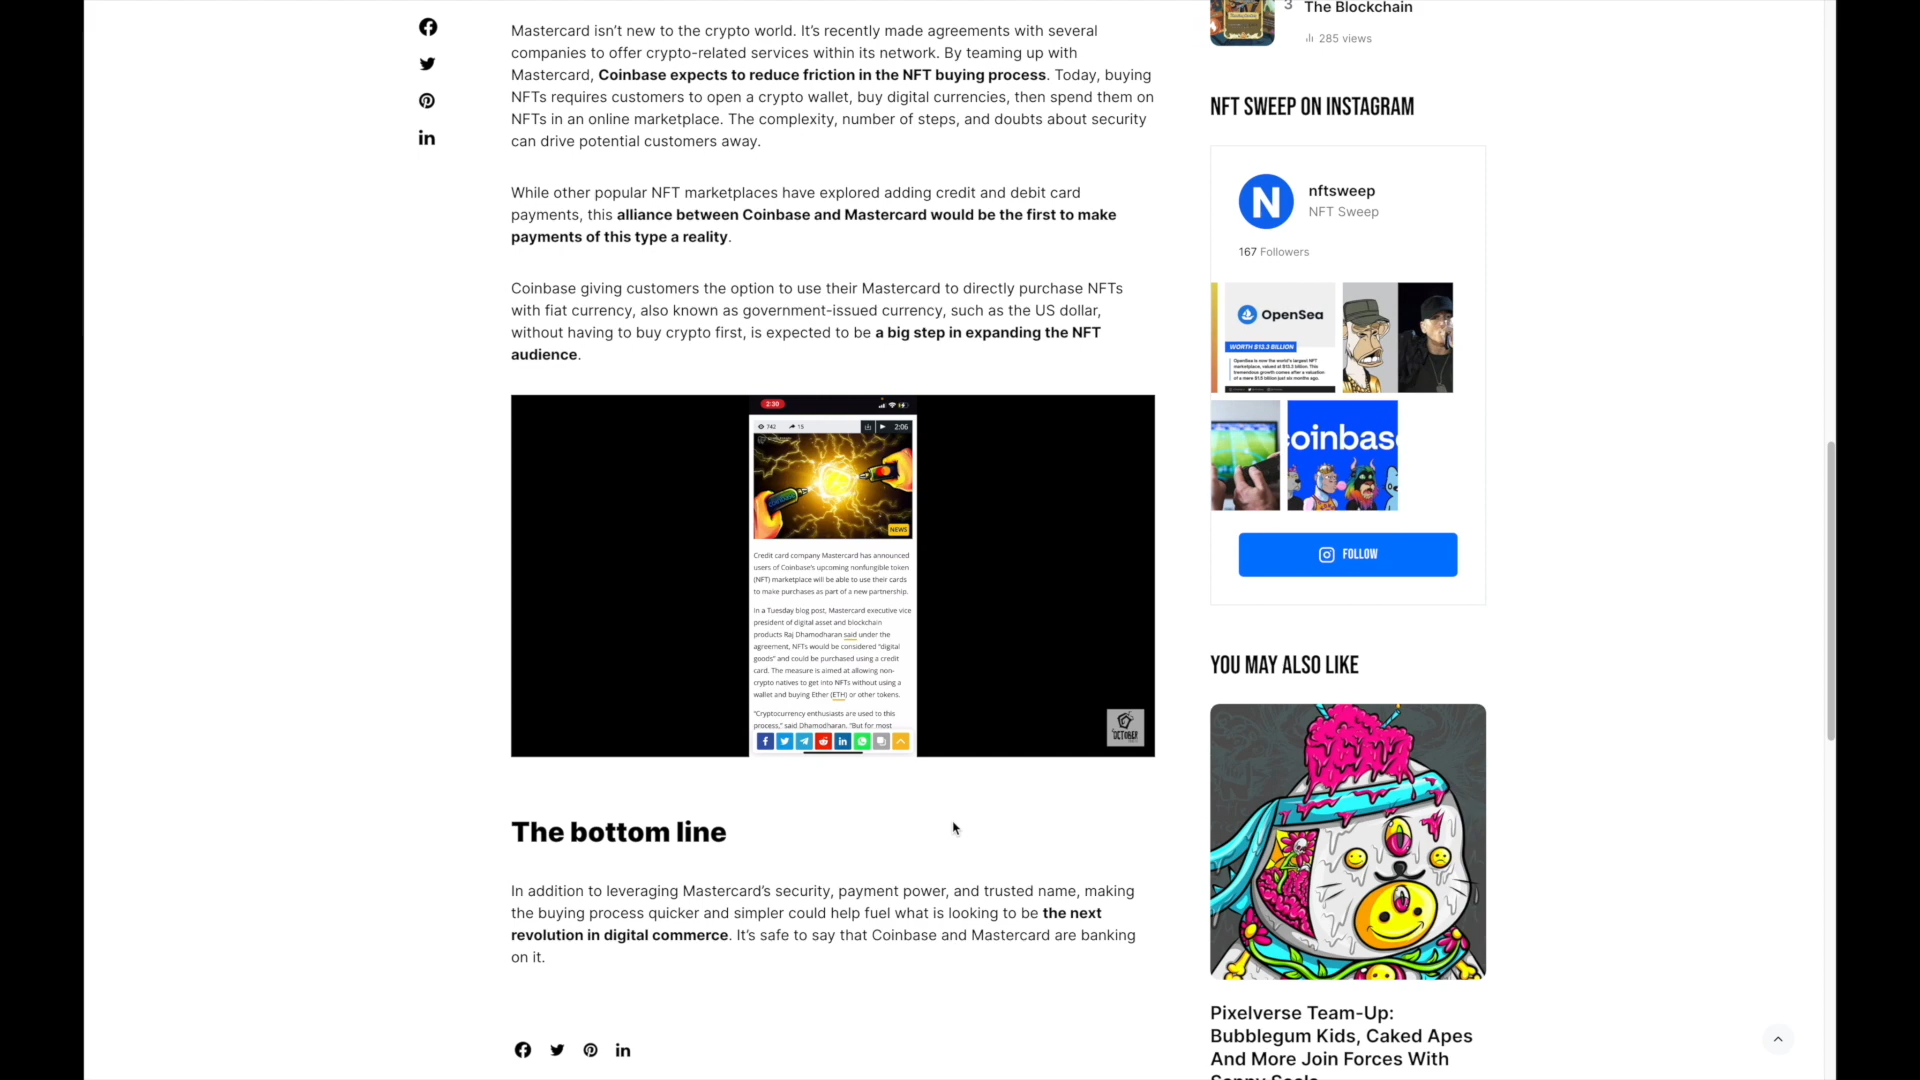 Mastercard isn’t new to the crypto world. It’s recently made agreements with several
companies to offer crypto-related services within its network. By teaming up with
Mastercard, Coinbase expects to reduce friction in the NFT buying process. Today, buying
NFTs requires customers to open a crypto wallet, buy digital currencies, then spend them on
NFTs in an online marketplace. The complexity, number of steps, and doubts about security
can drive potential customers away.
While other popular NFT marketplaces have explored adding credit and debit card
payments, this alliance between Coinbase and Mastercard would be the first to make
payments of this type a reality.
Coinbase giving customers the option to use their Mastercard to directly purchase NFTs
with fiat currency, also known as government-issued currency, such as the US dollar,
without having to buy crypto first, is expected to be a big step in expanding the NFT
audience.
2:30
742 15 2:06
NEWS
Credit card company Mastercard has announced
users of Coinbase's upcoming nonfungible token
(NFT) marketplace will be able to use their cards
to make purchases as part of a new partnership.
In a Tuesday blog post, Mastercard executive vice
president of digital asset and blockchain
products Raj Dhamodharan said under the
agreement, NFTs would be considered "digital
goods" and could be purchased using a credit
card. The measure is aimed at allowing non-
crypto natives to get into NFTs without using a
wallet and buying Ether (ETH) or other tokens.
"Cryptocurrency enthusiasts are used to this
process," said Dhamodharan. "But for most
OCTOBER
The bottom line
In addition to leveraging Mastercard’s security, payment power, and trusted name, making
the buying process quicker and simpler could help fuel what is looking to be the next
revolution in digital commerce. It’s safe to say that Coinbase and Mastercard are banking
on it.
3 The Blockchain
285 views
NFT SWEEP ON INSTAGRAM
N
nftsweep
NFT Sweep
167 Followers
OpenSea
WORTH $13.3 BILLION
OpenSea is now the world's largest NFT
marketplace, valued at $13.3 billion. This
tremendous growth comes after a valuation
of a mere $1.5 billion just six months ago.
coinbase
FOLLOW
YOU MAY ALSO LIKE
Pixelverse Team-Up:
Bubblegum Kids, Caked Apes
And More Join Forces With